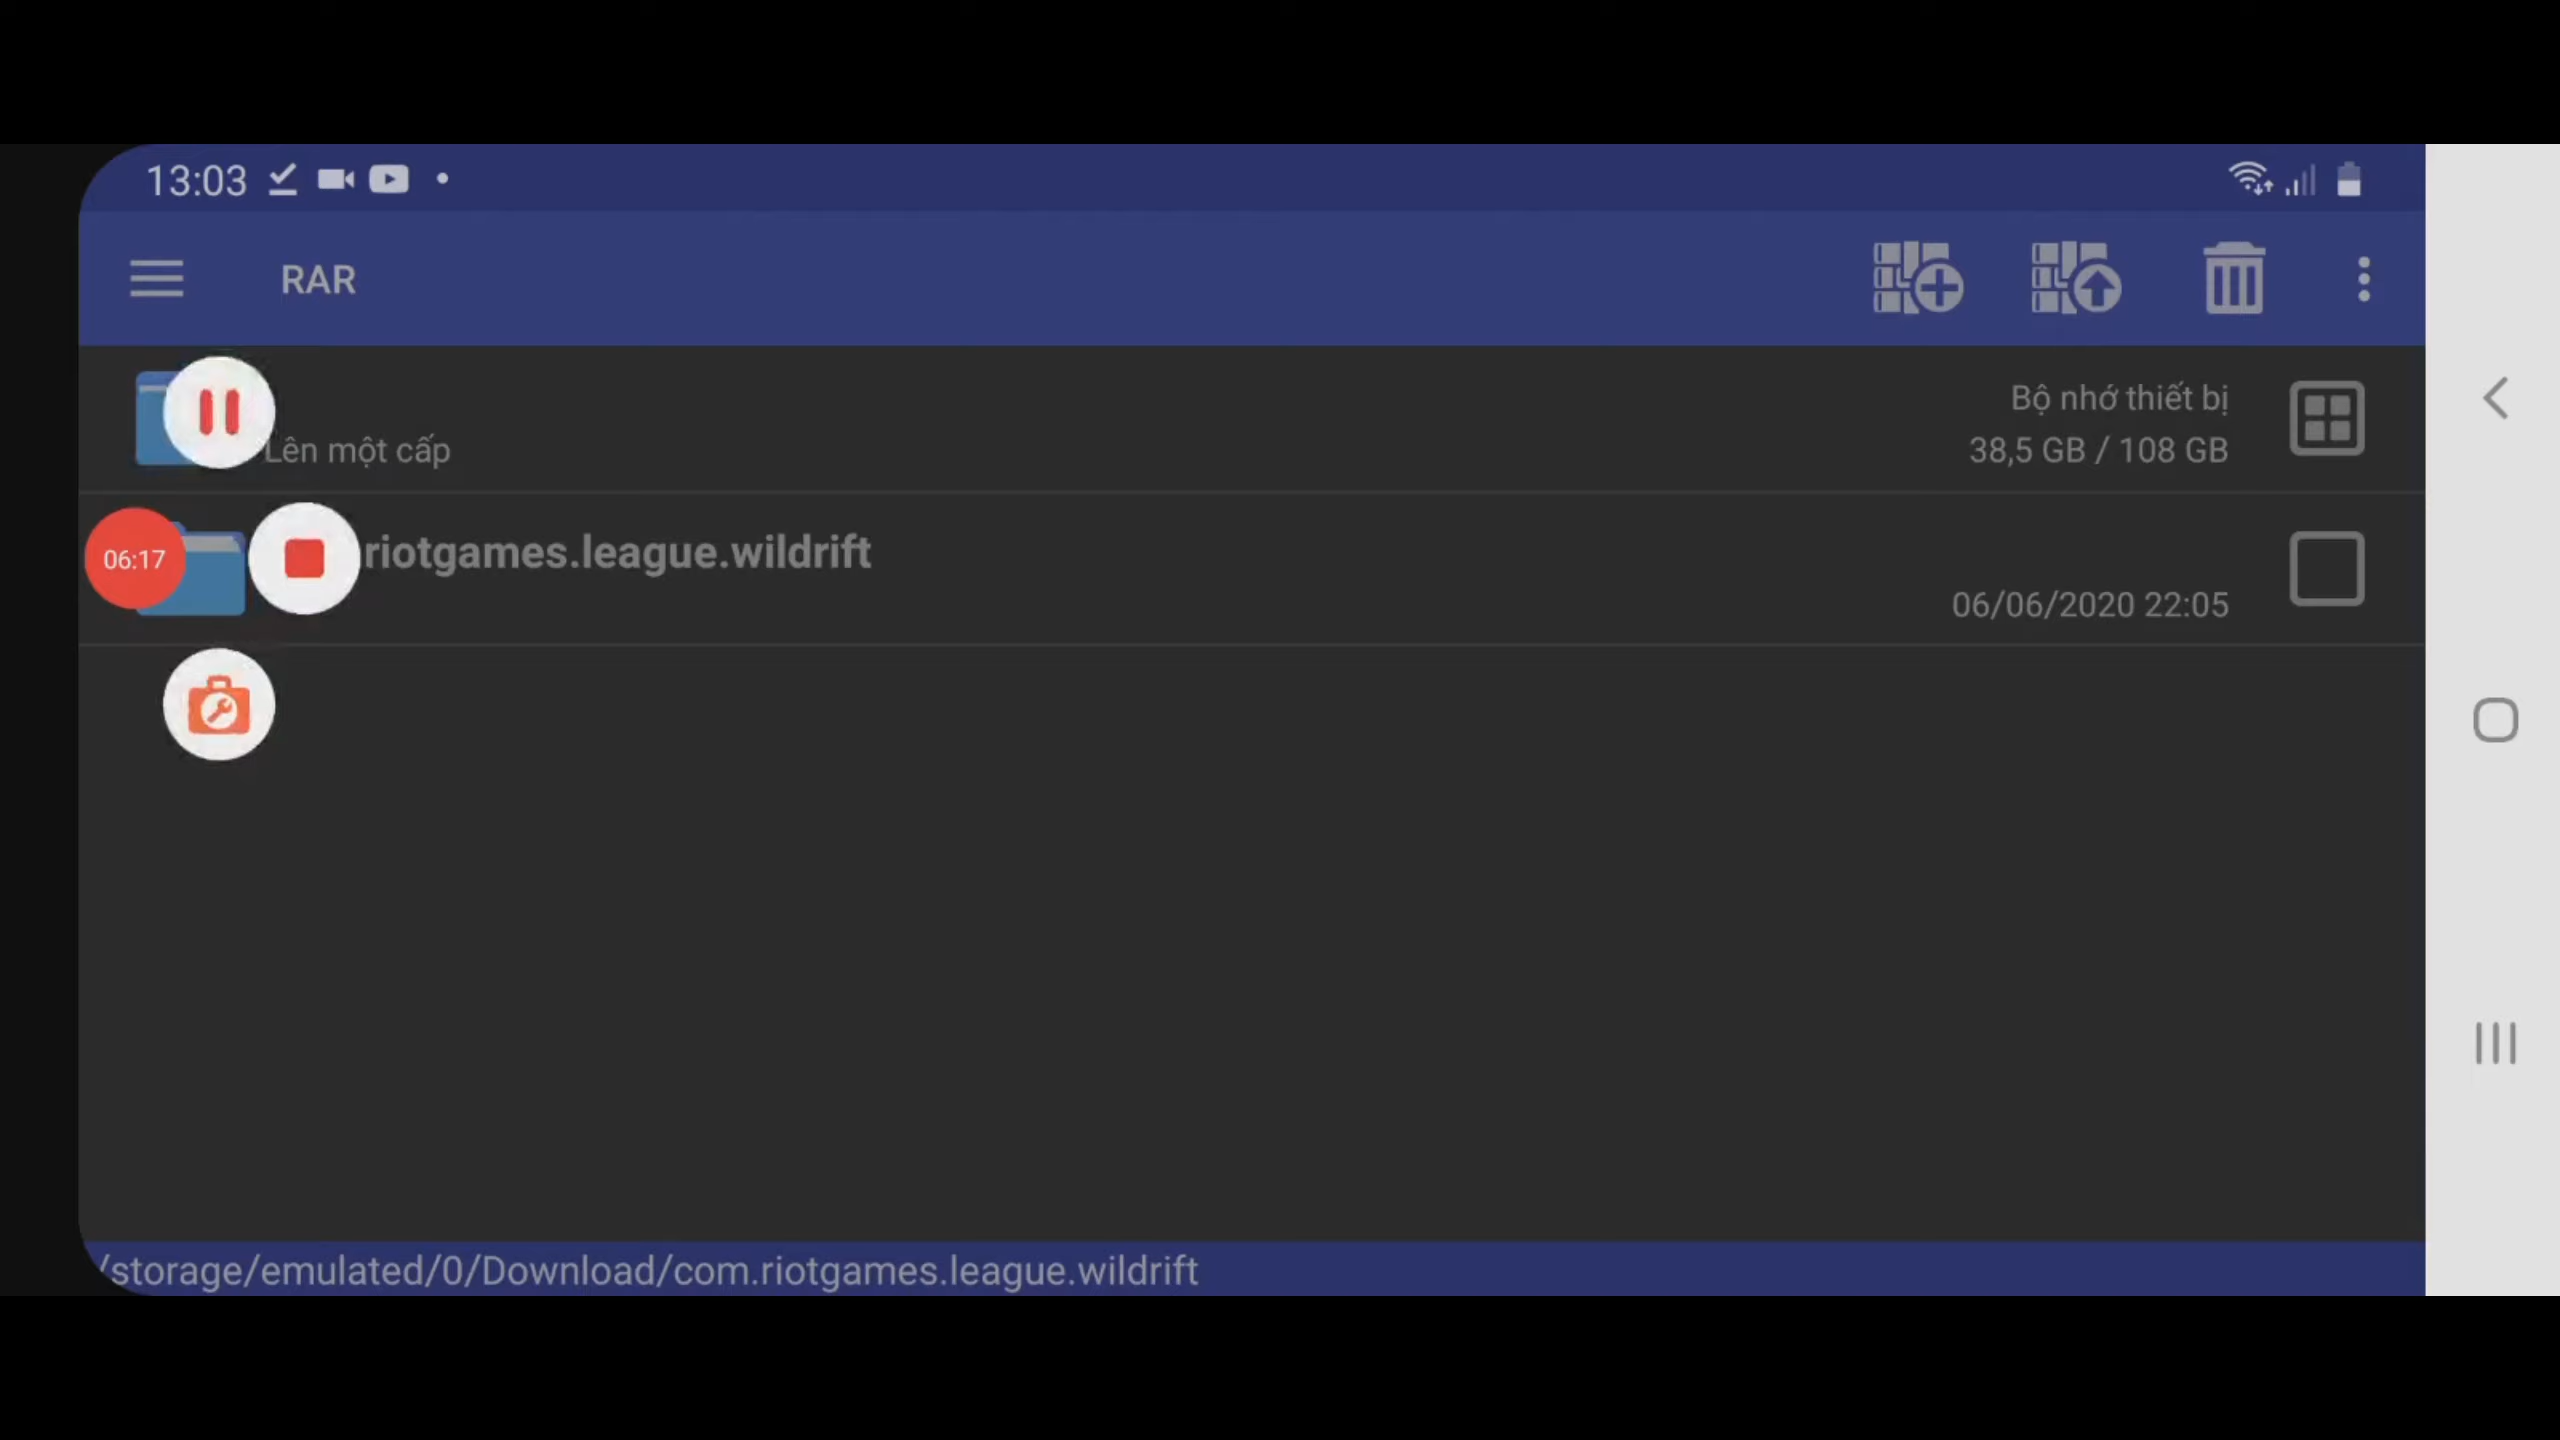 13:03
RAR
Bộ nhớ thiết bị
Lên một cấp
38,5 GB / 108 GB
06:17
riotgames.league.wildrift
06/06/2020 22:05
/storage/emulated/0/Download/com.riotgames.league.wildrift